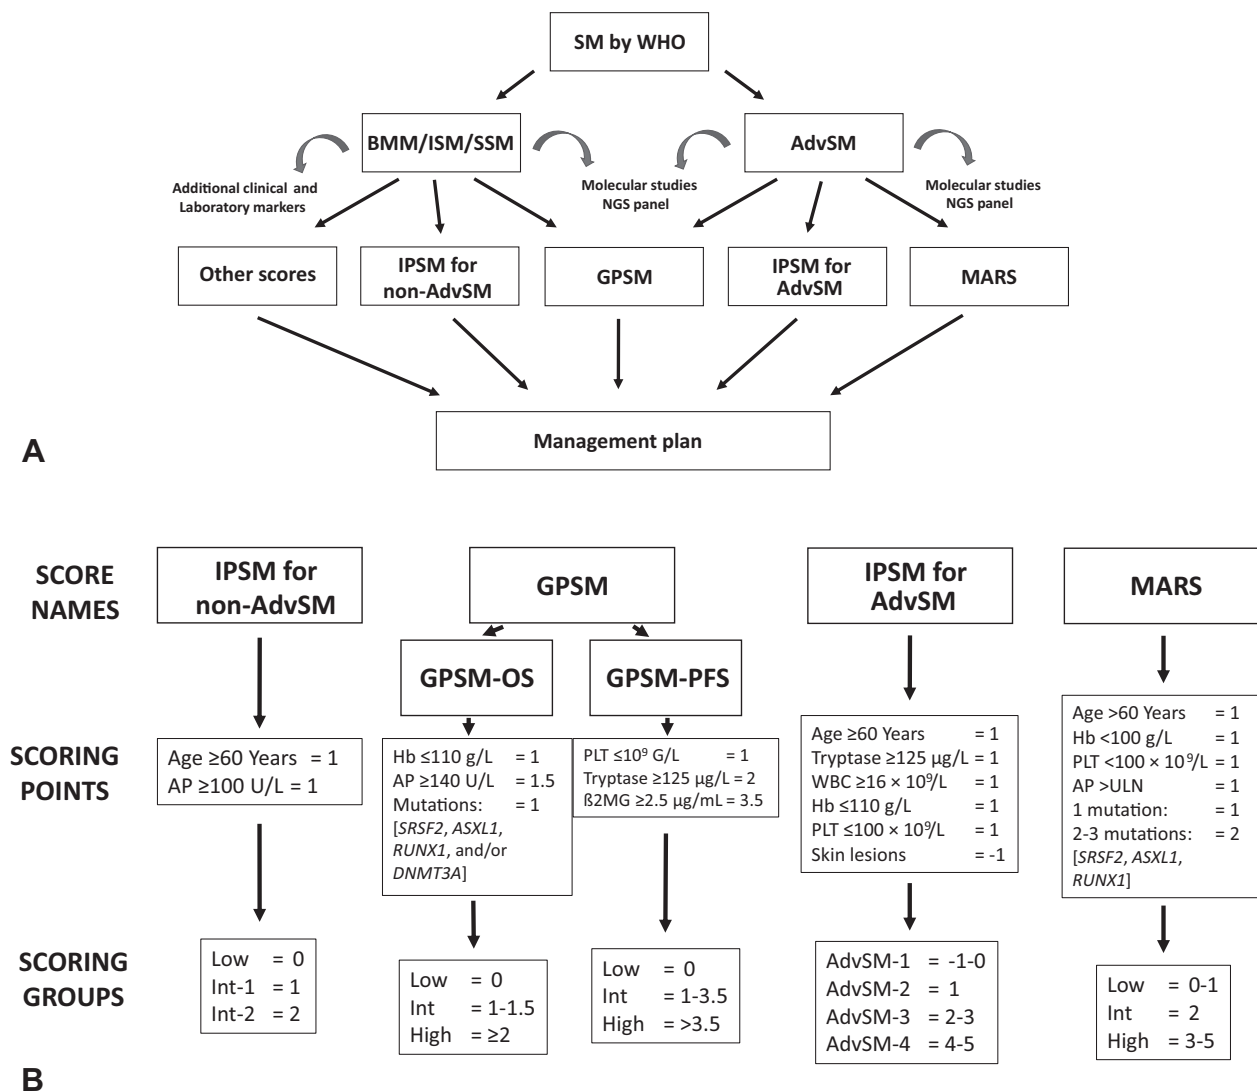 SM by WHO
BMM/ISM/SSM
AdvSM
Additional clinical and
Laboratory markers
Molecular studies
NGS panel
Molecular studies
NGS panel
Other scores
IPSM for
non-AdvSM
GPSM
IPSM for
AdvSM
MARS
Management plan
A
SCORE
NAMES
IPSM for
non-AdvSM
GPSM
IPSM for
AdvSM
MARS
GPSM-OS
GPSM-PFS
SCORING
POINTS
Age ≥60 Years = 1
AP ≥100 U/L = 1
Hb ≤110 g/L = 1
AP ≥140 U/L = 1.5
Mutations: = 1
[SRSF2, ASXL1,
RUNX1, and/or
DNMT3A]
PLT ≤10⁹ G/L = 1
Tryptase ≥125 µg/L = 2
ß2MG ≥2.5 µg/mL = 3.5
Age ≥60 Years = 1
Tryptase ≥125 µg/L = 1
WBC ≥16 × 10⁹/L = 1
Hb ≤110 g/L = 1
PLT ≤100 × 10⁹/L = 1
Skin lesions = -1
Age >60 Years = 1
Hb <100 g/L = 1
PLT <100 × 10⁹/L = 1
AP >ULN = 1
1 mutation: = 1
2-3 mutations: = 2
[SRSF2, ASXL1,
RUNX1]
SCORING
GROUPS
Low = 0
Int-1 = 1
Int-2 = 2
Low = 0
Int = 1-1.5
High = ≥2
Low = 0
Int = 1-3.5
High = >3.5
AdvSM-1 = -1-0
AdvSM-2 = 1
AdvSM-3 = 2-3
AdvSM-4 = 4-5
Low = 0-1
Int = 2
High = 3-5
B